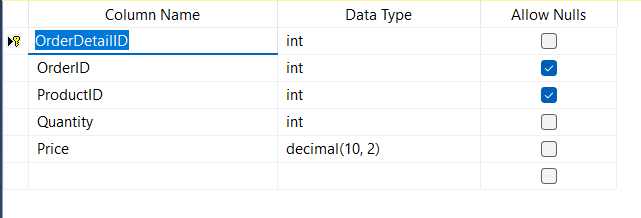 Column Name Data Type Allow Nulls
OrderDetailID int
OrderID int
ProductID int
Quantity int
Price decimal(10, 2)